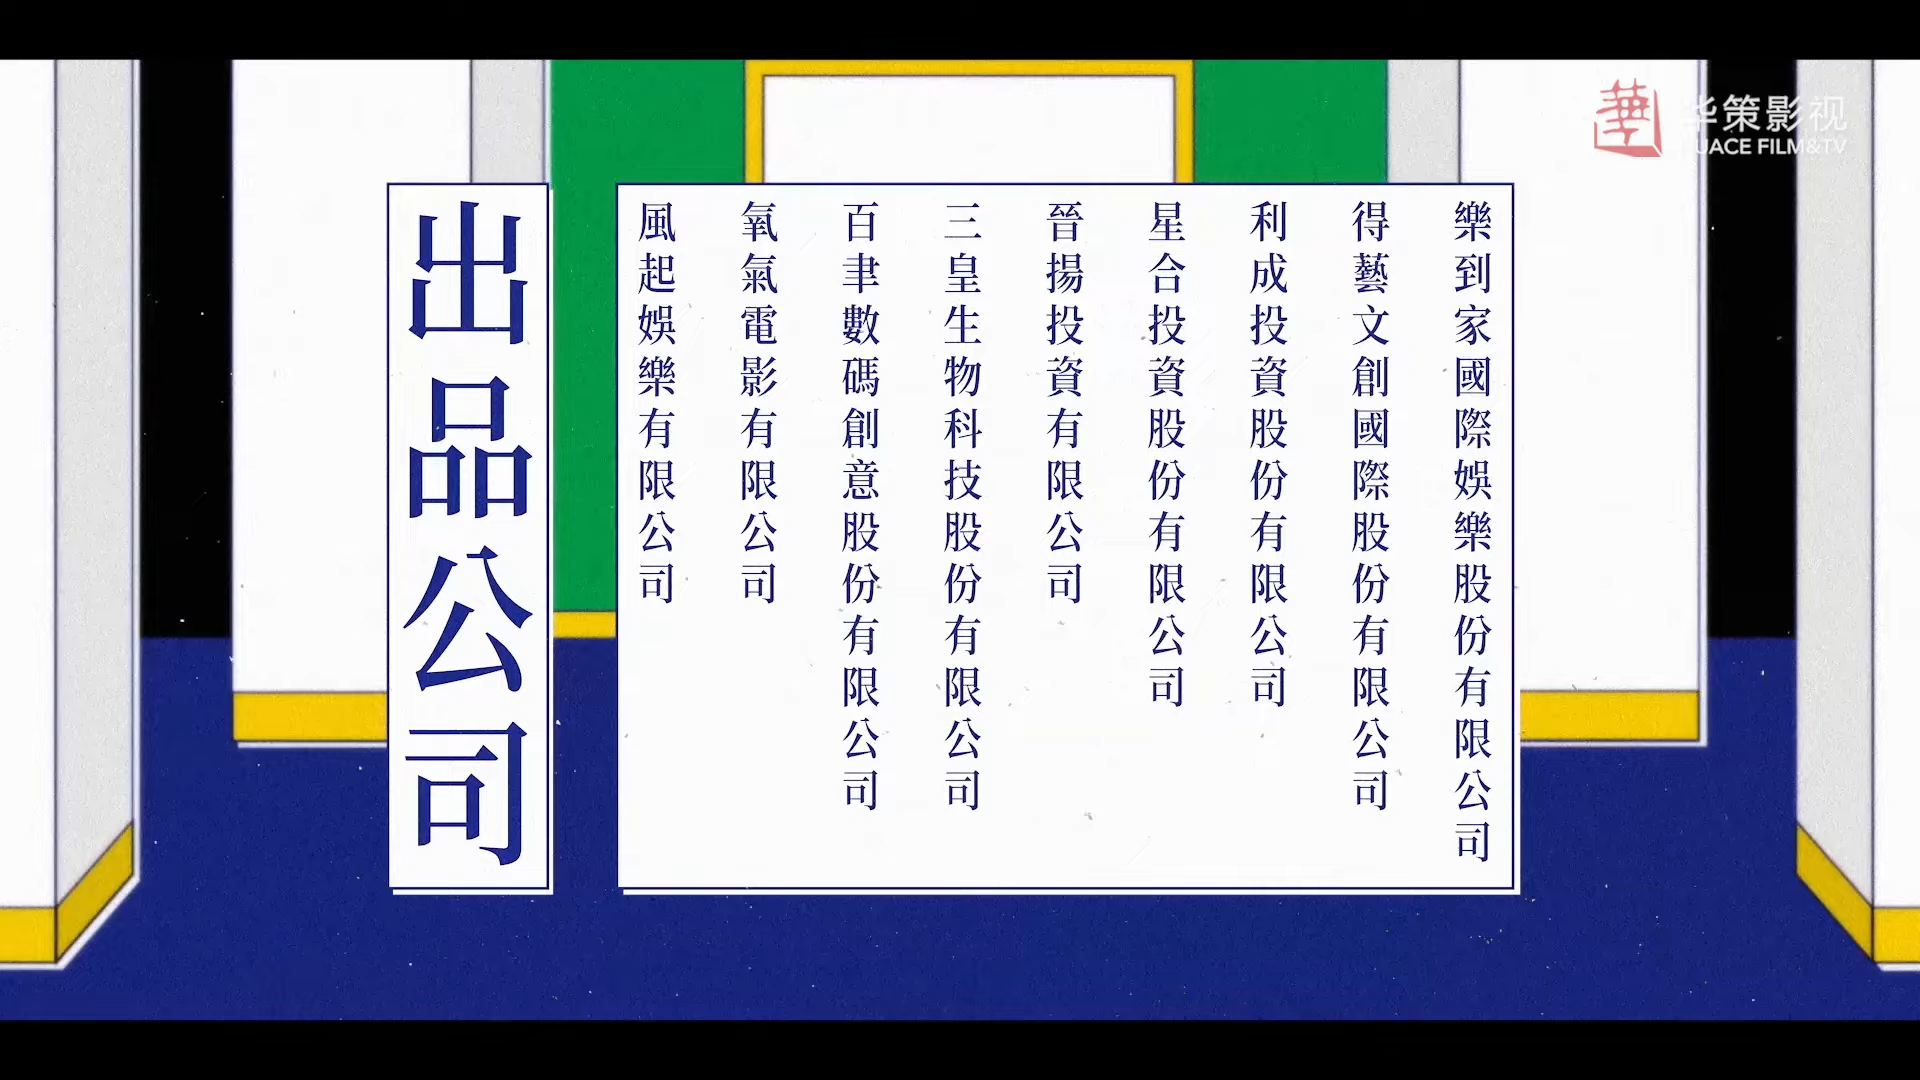 出品公司
風起娛樂有限公司
氧氣電影有限公司
百聿數碼創意股份有限公司
三皇生物科技股份有限公司
晉揚投資有限公司
星合投資股份有限公司
利成投資股份有限公司
得藝文創國際股份有限公司
樂到家國際娛樂股份有限公司
華
华策影视
HUACE FILM&TV